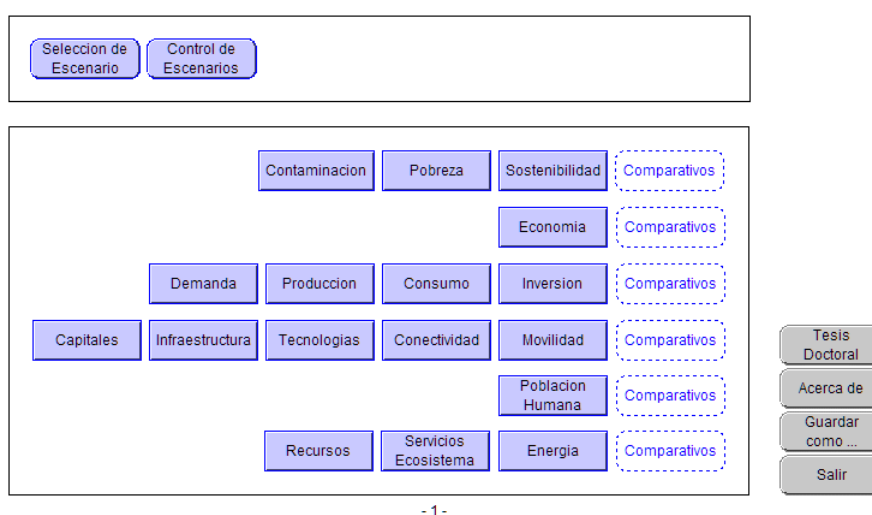 Seleccion de
Escenario
Control de
Escenarios
Contaminacion
Pobreza
Sostenibilidad
Comparativos
Economia
Comparativos
Demanda
Produccion
Consumo
Inversion
Comparativos
Capitales
Infraestructura
Tecnologias
Conectividad
Movilidad
Comparativos
Poblacion
Humana
Comparativos
Recursos
Servicios
Ecosistema
Energia
Comparativos
Tesis
Doctoral
Acerca de
Guardar
como ...
Salir
- 1 -